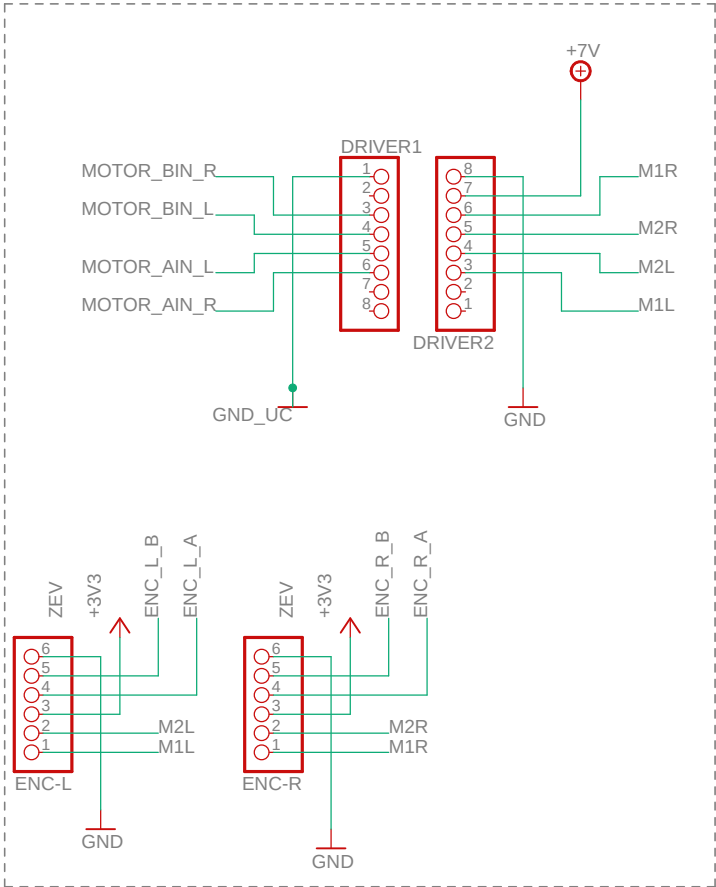 +7V
DRIVER1
MOTOR_BIN_R
1
8
M1R
2
7
MOTOR_BIN_L
3
6
4
5
M2R
5
4
MOTOR_AIN_L
6
3
M2L
7
2
MOTOR_AIN_R
8
1
M1L
DRIVER2
GND_UC
GND
ZEV
+3V3
ENC_L_B
ENC_L_A
ZEV
+3V3
ENC_R_B
ENC_R_A
6
5
4
3
2
M2L
1
M1L
ENC-L
GND
6
5
4
3
2
M2R
1
M1R
ENC-R
GND